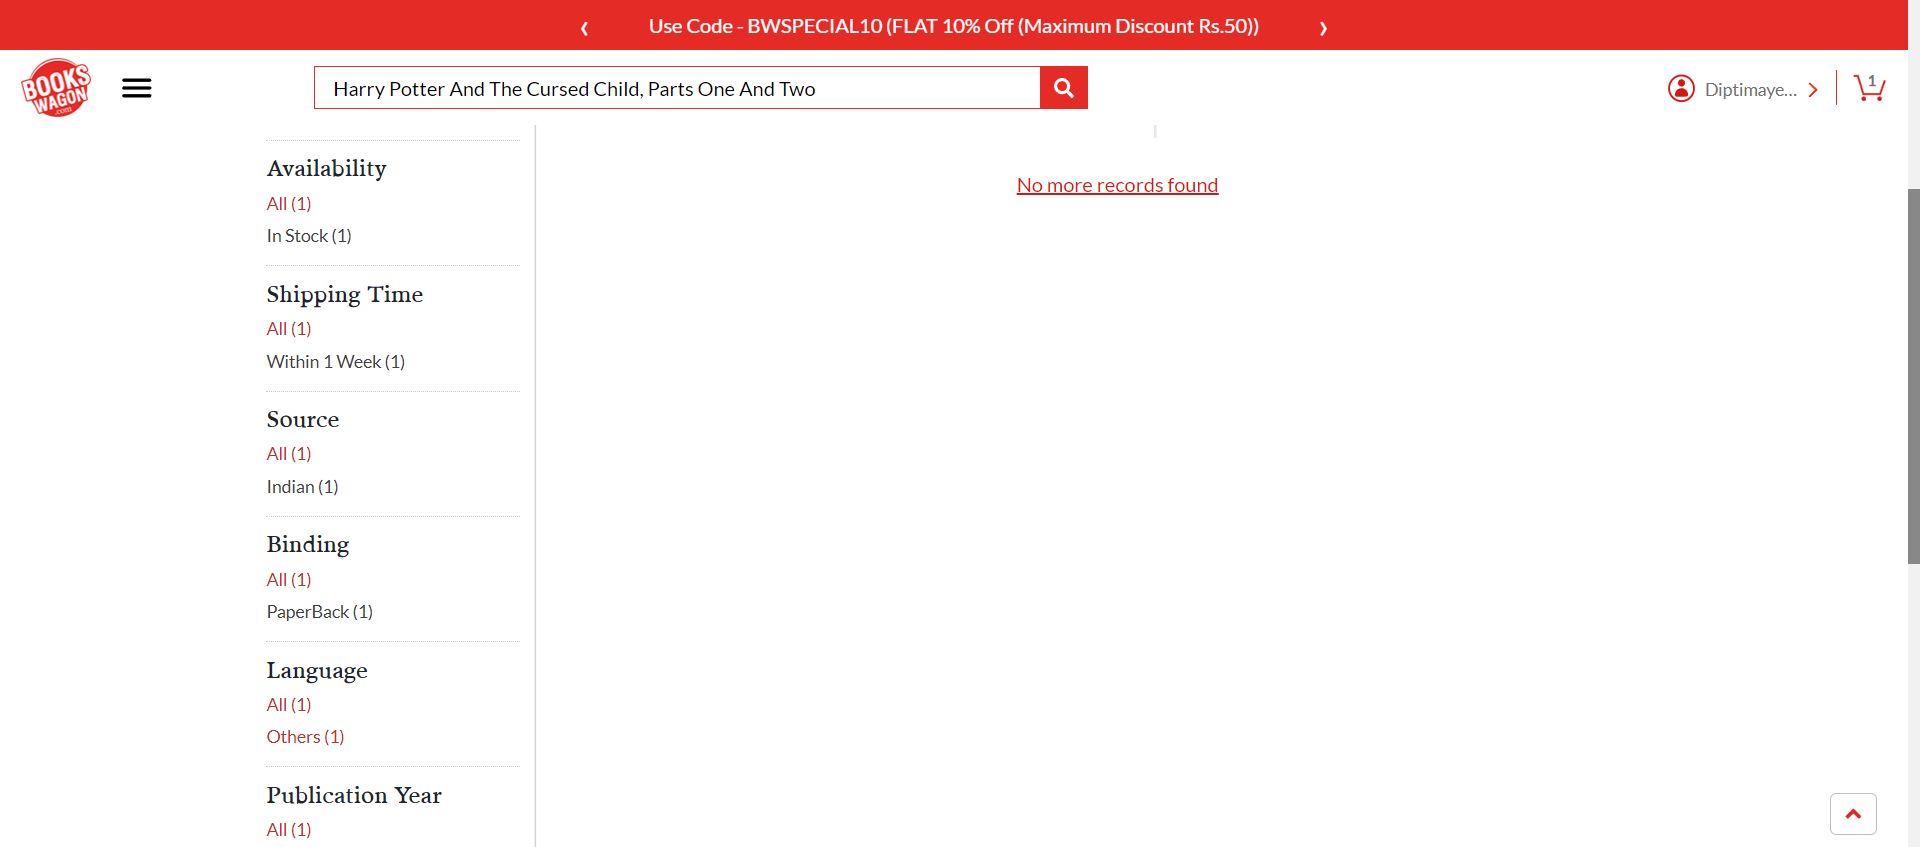 ‹ Use Code - BWSPECIAL10 (FLAT 10% Off (Maximum Discount Rs.50)) ›
BOOKS
WAGON
.com
Harry Potter And The Cursed Child, Parts One And Two
Diptimaye...
1
Availability
All (1)
In Stock (1)
Shipping Time
All (1)
Within 1 Week (1)
Source
All (1)
Indian (1)
Binding
All (1)
PaperBack (1)
Language
All (1)
Others (1)
Publication Year
All (1)
No more records found